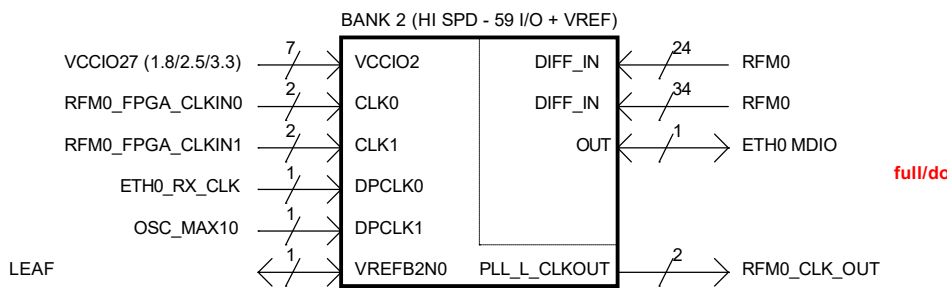 BANK 2 (HI SPD - 59 I/O + VREF)
VCCIO27 (1.8/2.5/3.3) 7 VCCIO2 DIFF_IN 24 RFM0
RFM0_FPGA_CLKIN0 2 CLK0 DIFF_IN 34 RFM0
RFM0_FPGA_CLKIN1 2 CLK1 OUT 1 ETH0 MDIO
full/do
ETH0_RX_CLK 1 DPCLK0
OSC_MAX10 1 DPCLK1
LEAF 1 VREFB2N0 PLL_L_CLKOUT 2 RFM0_CLK_OUT